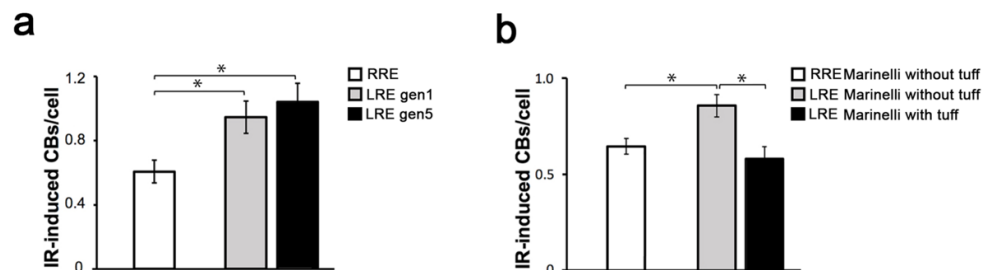 a
IR-induced CBs/cell
1.2
0.8
0.4
0
*
*
RRE
LRE gen1
LRE gen5
b
IR-induced CBs/cell
1.0
0.5
0
*
*
RRE Marinelli without tuff
LRE Marinelli without tuff
LRE Marinelli with tuff